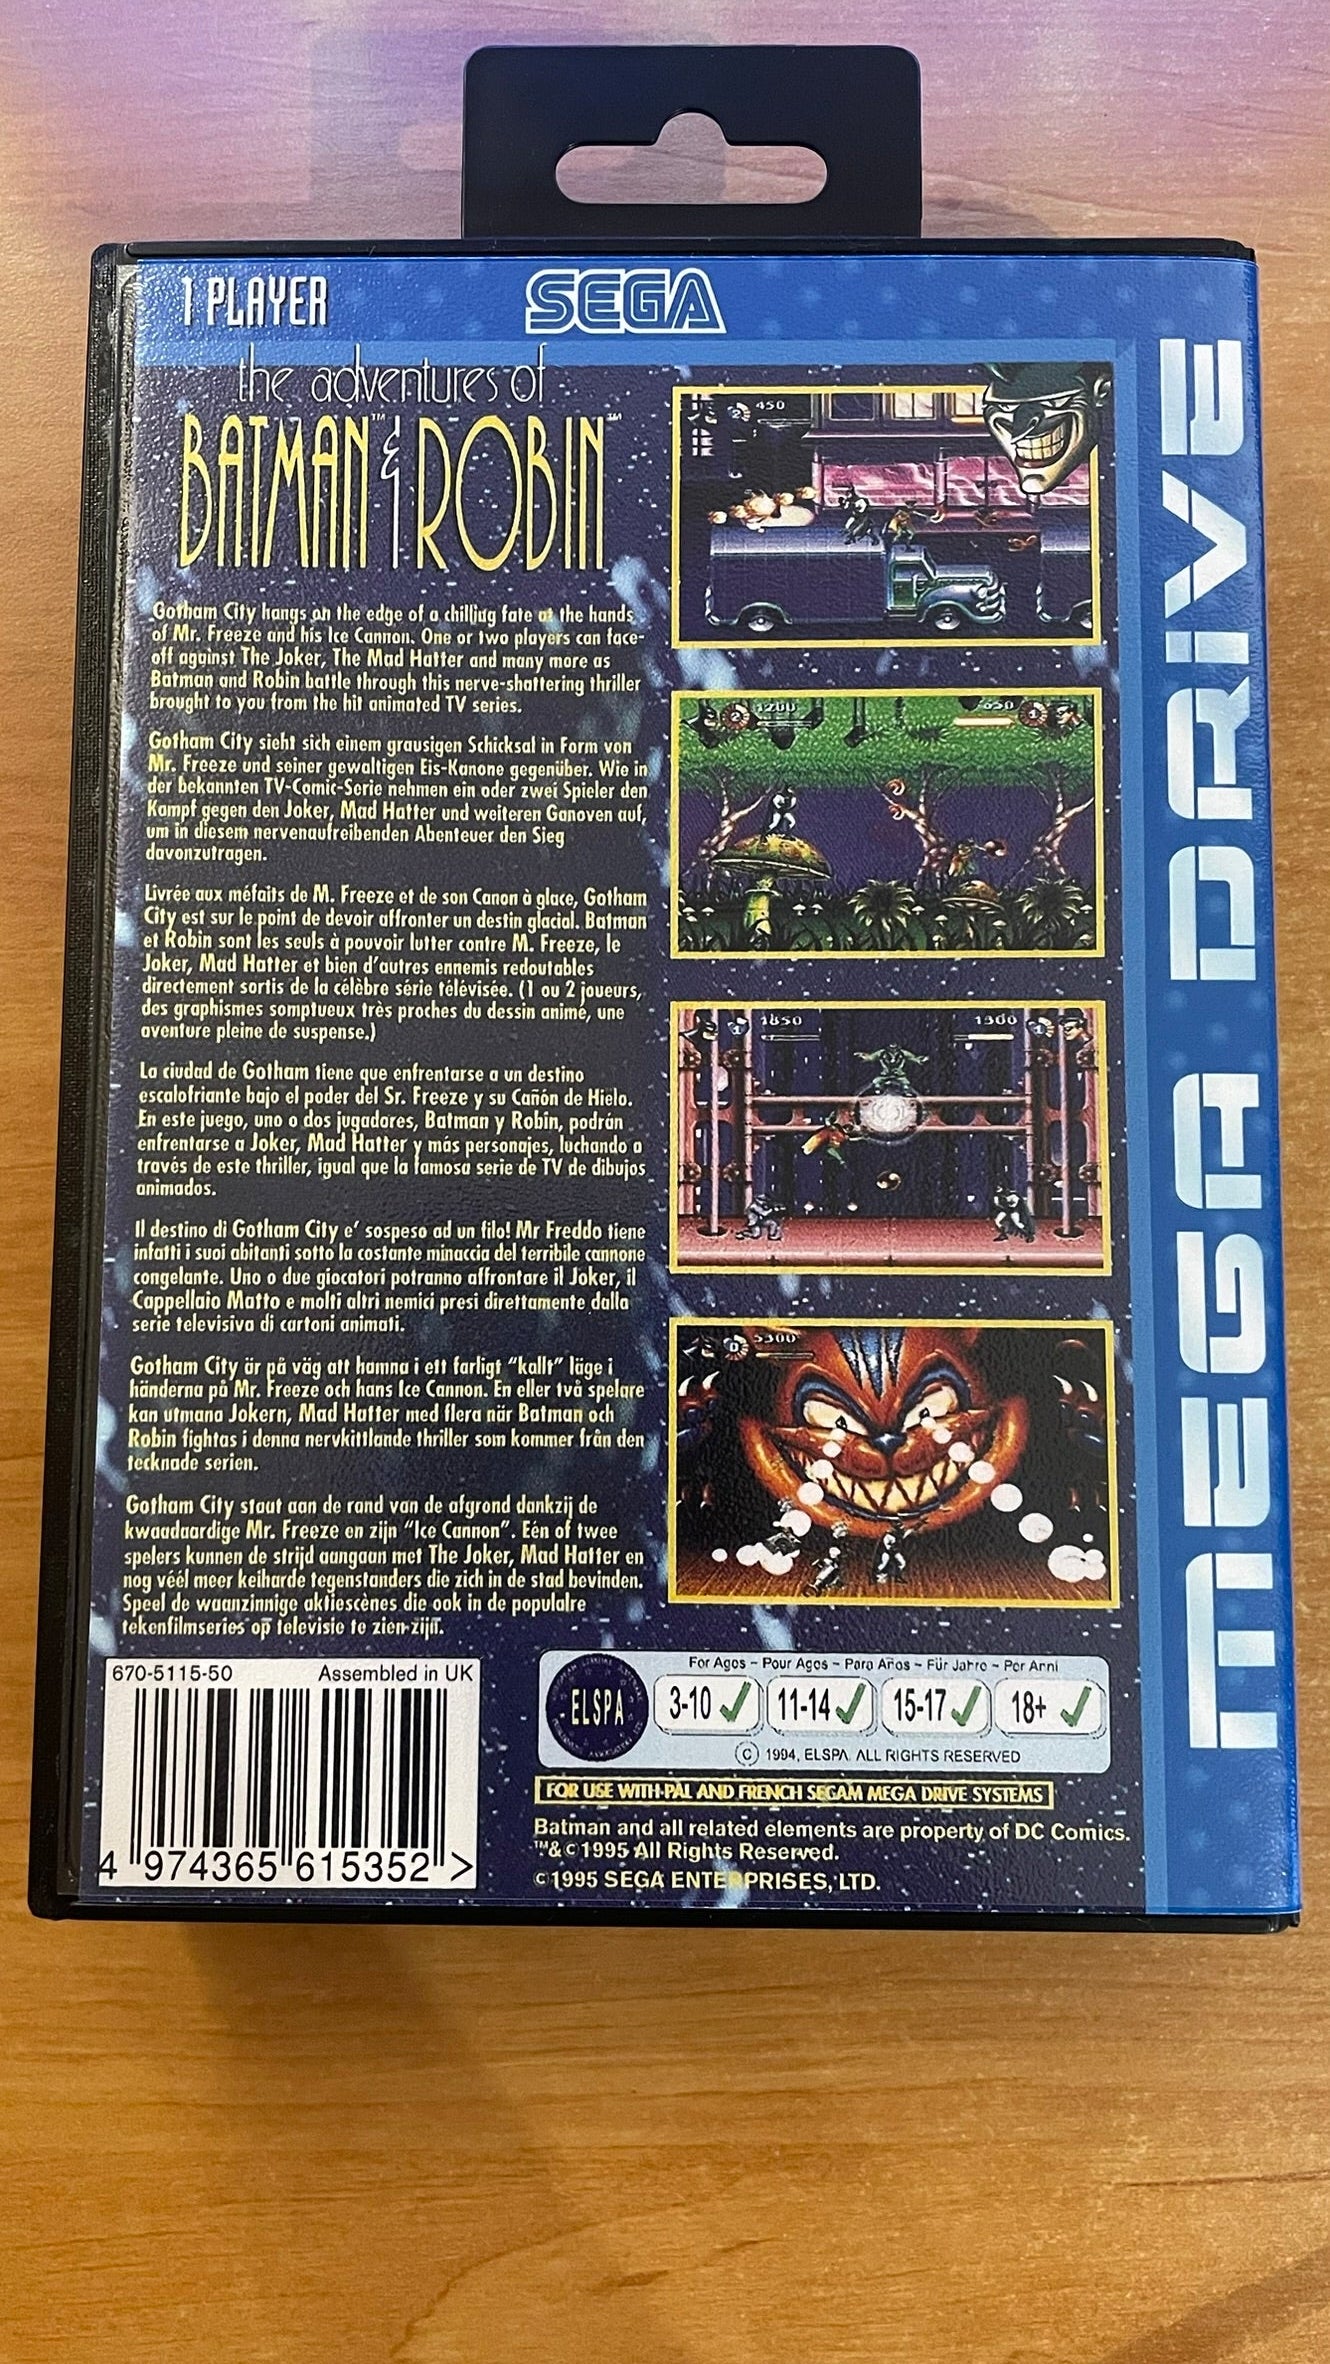 1 PLAYER
SEGA
the adventures of
BATMAN™ & ROBIN™
Gotham City hangs on the edge of a chilling fate at the hands
of Mr. Freeze and his Ice Cannon. One or two players can face-
off against The Joker, The Mad Hatter and many more as
Batman and Robin battle through this nerve-shattering thriller
brought to you from the hit animated TV series.
Gotham City sieht sich einem grausigen Schicksal in Form von
Mr. Freeze und seiner gewaltigen Eis-Kanone gegenüber. Wie in
der bekannten TV-Comic-Serie nehmen ein oder zwei Spieler den
Kampf gegen den Joker, Mad Hatter und weiteren Ganoven auf,
um in diesem nervenaufreibenden Abenteuer den Sieg
davonzutragen.
Livrée aux méfaits de M. Freeze et de son Canon à glace, Gotham
City est sur le point de devoir affronter un destin glacial. Batman
et Robin sont les seuls à pouvoir lutter contre M. Freeze, le
Joker, Mad Hatter et bien d'autres ennemis redoutables
directement sortis de la célèbre série télévisée. (1 ou 2 joueurs,
des graphismes somptueux très proches du dessin animé, une
aventure pleine de suspense.)
La ciudad de Gotham tiene que enfrentarse a un destino
escalofriante bajo el poder del Sr. Freeze y su Cañón de Hielo.
En este juego, uno o dos jugadores, Batman y Robin, podrán
enfrentarse a Joker, Mad Hatter y más personajes, luchando a
través de este thriller, igual que la famosa serie de TV de dibujos
animados.
Il destino di Gotham City e' sospeso ad un filo! Mr Freddo tiene
infatti i suoi abitanti sotto la costante minaccia del terribile cannone
congelante. Uno o due giocatori potranno affrontare il Joker, il
Cappellaio Matto e molti altri nemici presi direttamente dalla
serie televisiva di cartoni animati.
Gotham City är på väg att hamna i ett farligt "kallt" läge i
händerna på Mr. Freeze och hans Ice Cannon. En eller två spelare
kan utmana Jokern, Mad Hatter med flera när Batman och
Robin fightas i denna nervkittlande thriller som kommer från den
tecknade serien.
Gotham City staat aan de rand van de afgrond dankzij de
kwaadaardige Mr. Freeze en zijn "Ice Cannon". Eén of twee
spelers kunnen de strijd aangaan met The Joker, Mad Hatter en
nog véél meer keiharde tegenstanders die zich in de stad bevinden.
Speel de waanzinnige aktiescènes die ook in de populaire
tekenfilmseries op televisie te zien zijn.
2 450
2 1200
650 1
1 1850
1300 1
0 5300
MEGA DRIVE
670-5115-50 Assembled in UK
4 974365 615352 >
For Ages - Pour Ages - Para Años - Für Jahre - Per Anni
ELSPA
3-10 11-14 15-17 18+
© 1994, ELSPA. ALL RIGHTS RESERVED
FOR USE WITH PAL AND FRENCH SECAM MEGA DRIVE SYSTEMS
Batman and all related elements are property of DC Comics.
™&©1995 All Rights Reserved.
©1995 SEGA ENTERPRISES, LTD.